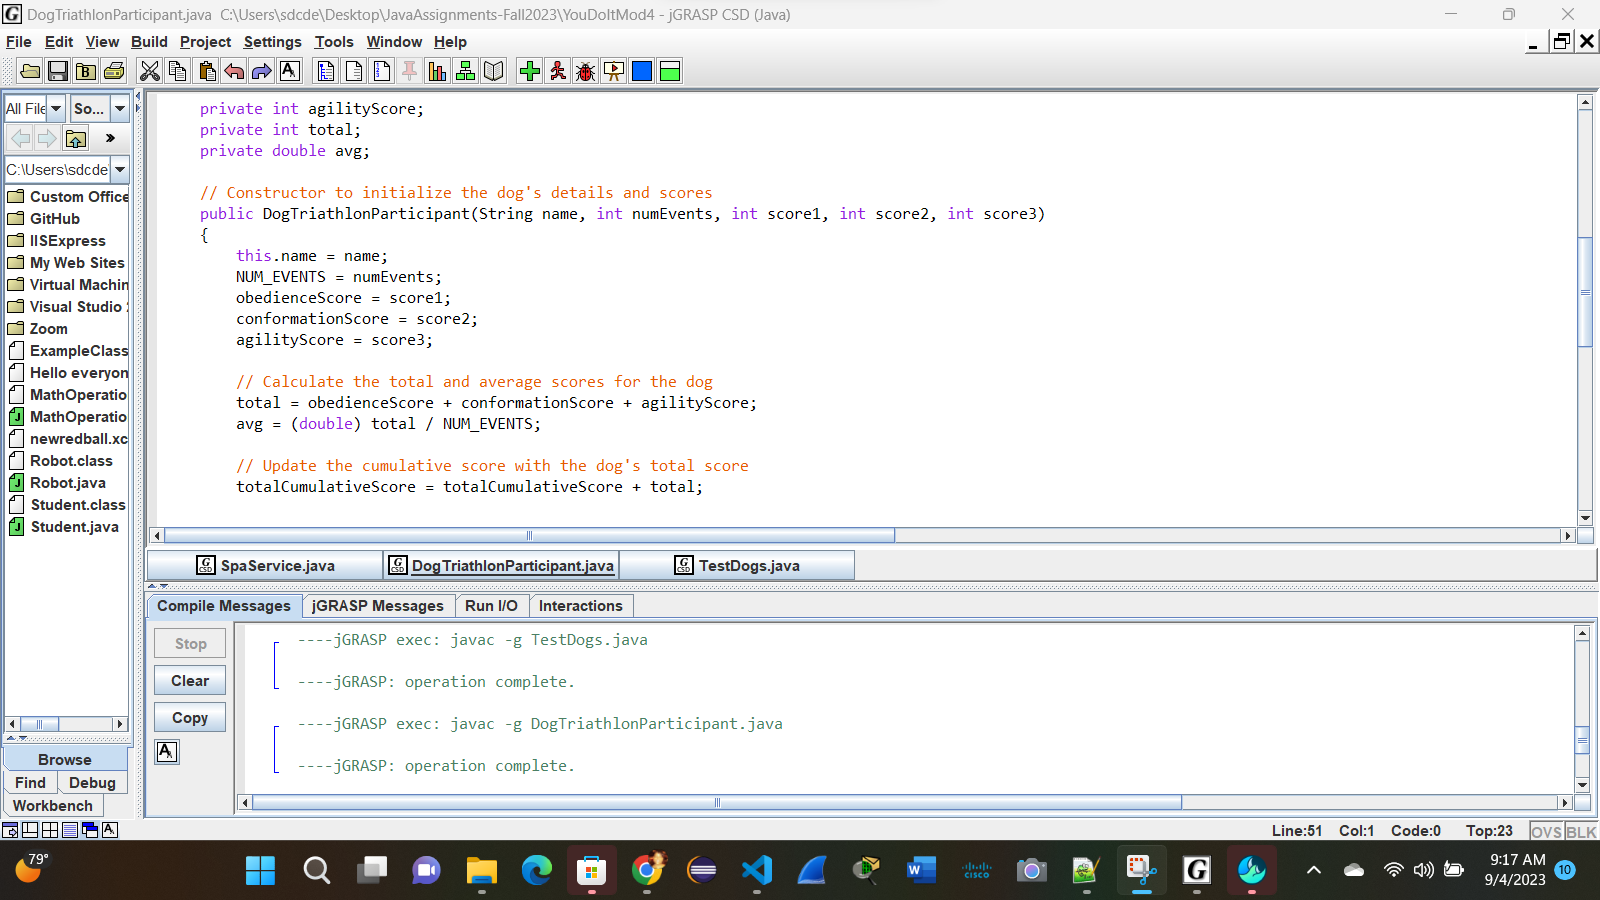 DogTriathlonParticipant.java C:\Users\sdcde\Desktop\JavaAssignments-Fall2023\YouDoItMod4 - jGRASP CSD (Java)
File Edit View Build Project Settings Tools Window Help
All File So...
»
C:\Users\sdcde
Custom Office
GitHub
IISExpress
My Web Sites
Virtual Machin
Visual Studio
Zoom
ExampleClass
Hello everyon
MathOperatio
MathOperatio
newredball.xc
Robot.class
Robot.java
Student.class
Student.java
Browse
Find Debug
Workbench
private int agilityScore;
private int total;
private double avg;
// Constructor to initialize the dog's details and scores
public DogTriathlonParticipant(String name, int numEvents, int score1, int score2, int score3)
{
this.name = name;
NUM_EVENTS = numEvents;
obedienceScore = score1;
conformationScore = score2;
agilityScore = score3;
// Calculate the total and average scores for the dog
total = obedienceScore + conformationScore + agilityScore;
avg = (double) total / NUM_EVENTS;
// Update the cumulative score with the dog's total score
totalCumulativeScore = totalCumulativeScore + total;
SpaService.java DogTriathlonParticipant.java TestDogs.java
Compile Messages jGRASP Messages Run I/O Interactions
Stop
Clear
Copy
----jGRASP exec: javac -g TestDogs.java
----jGRASP: operation complete.
----jGRASP exec: javac -g DogTriathlonParticipant.java
----jGRASP: operation complete.
Line:51 Col:1 Code:0 Top:23 OVS BLK
79°
cisco
9:17 AM
9/4/2023
10